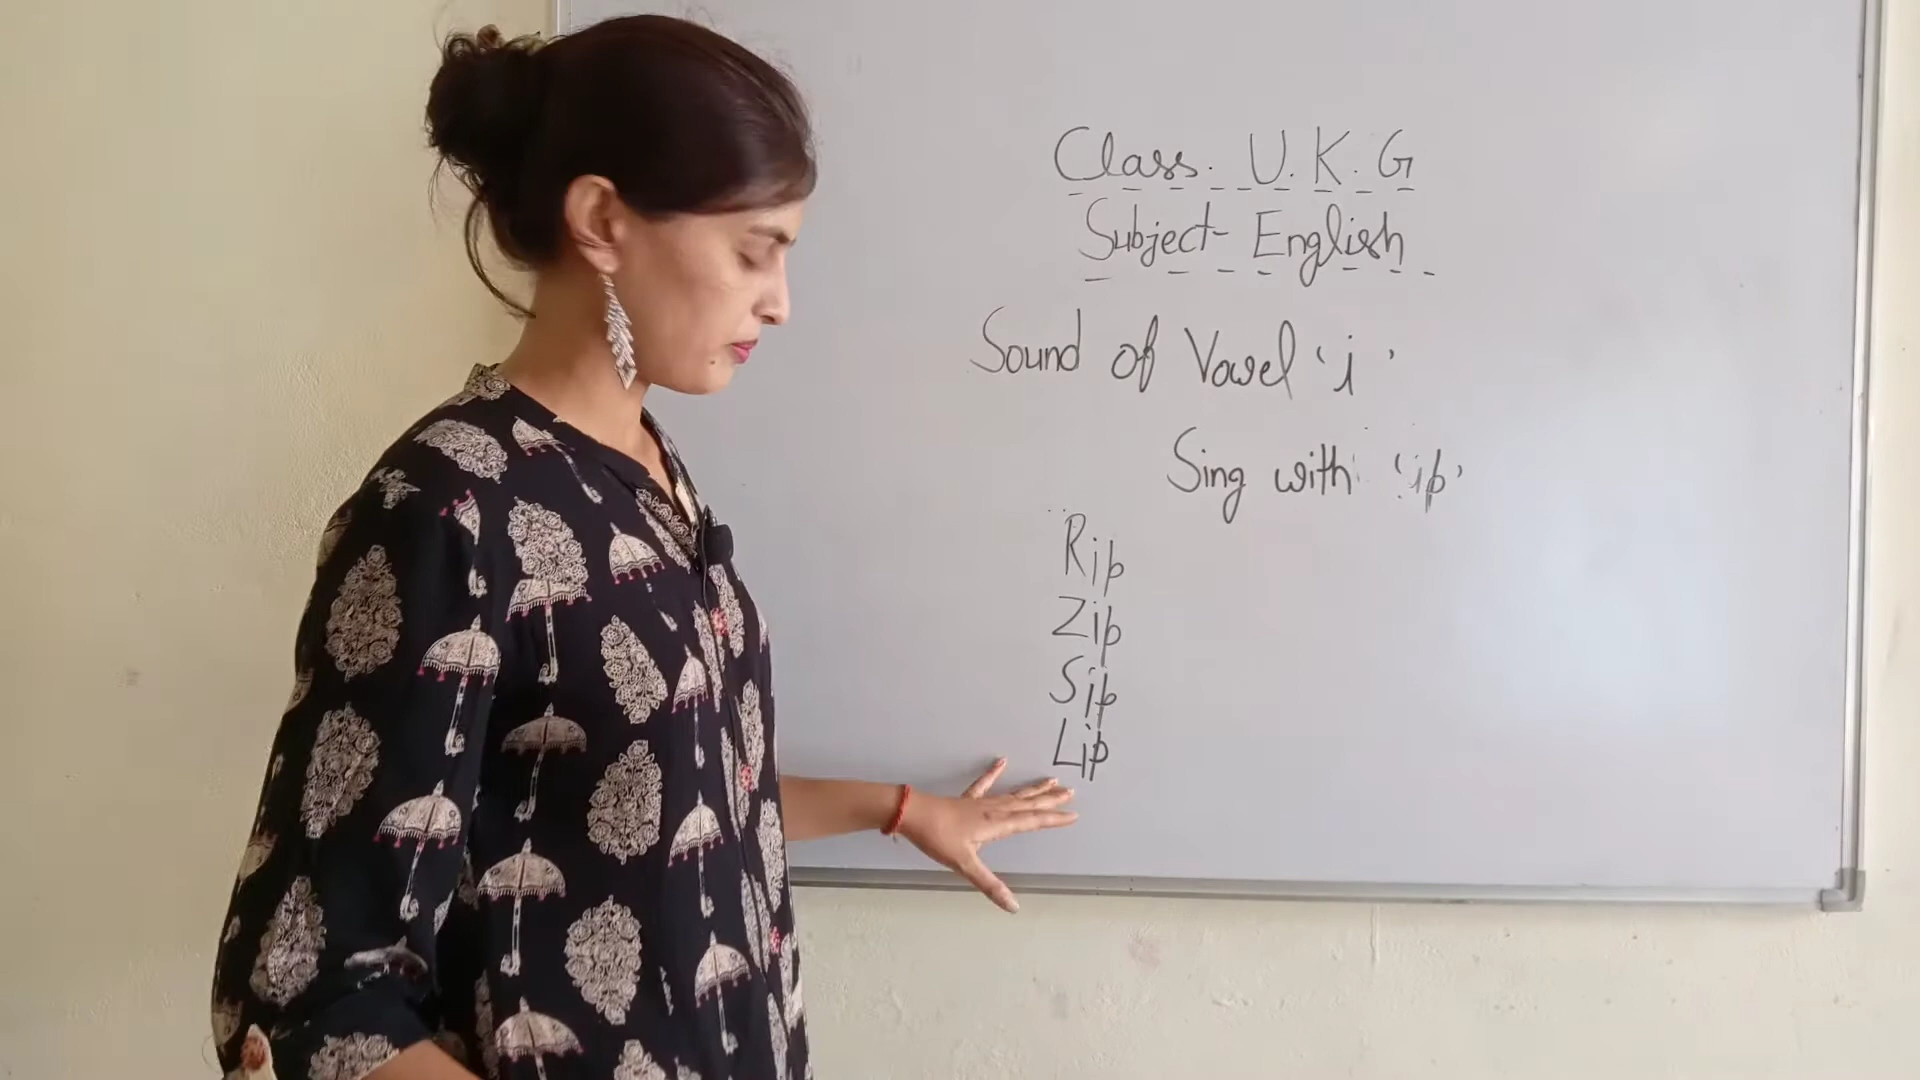 Class. U.K.G
Subject- English
Sound of Vowel 'i'
Sing with 'ip'
Rip
Zip
Sip
Lip